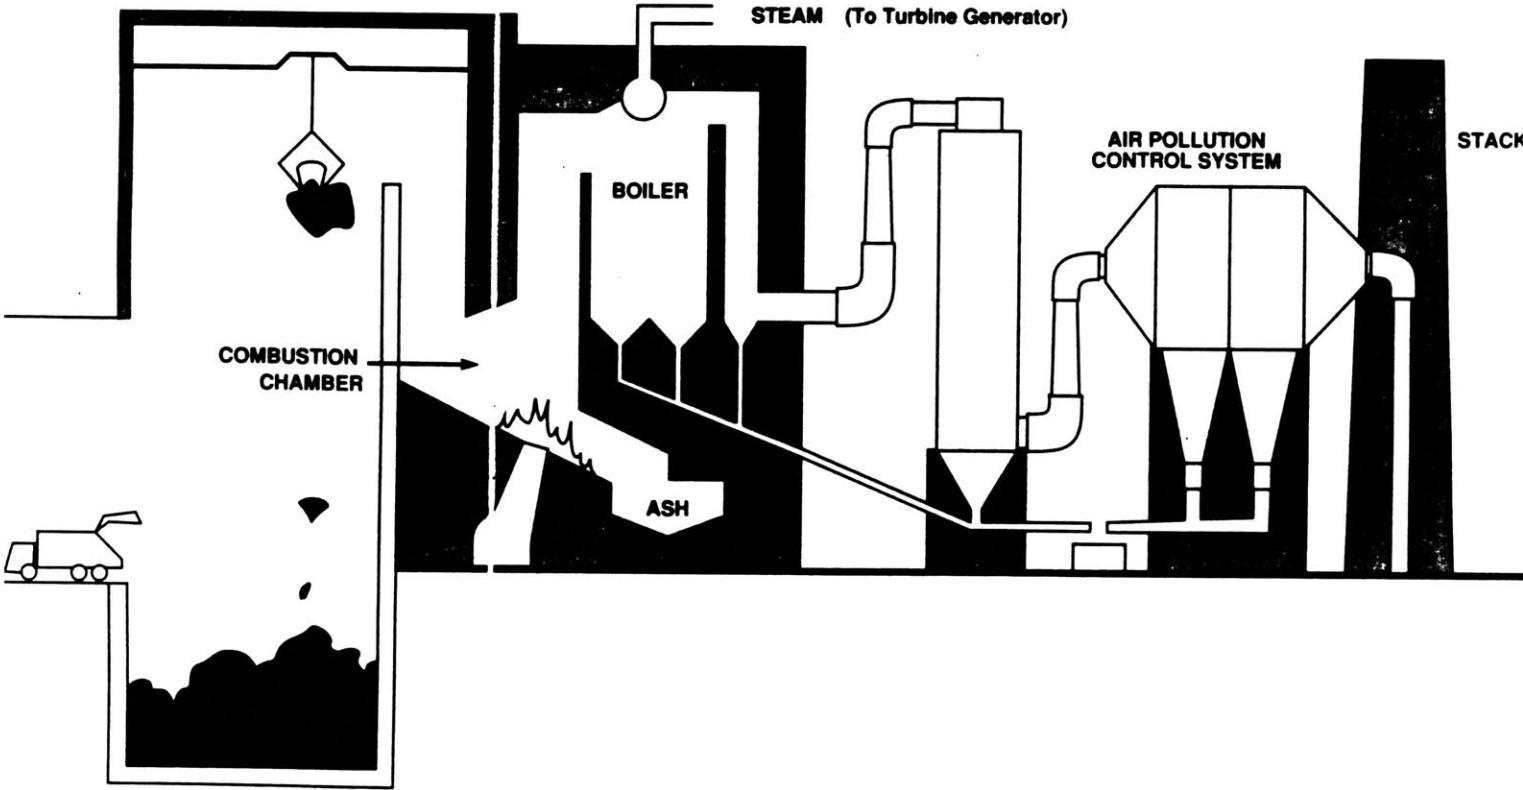 STEAM (To Turbine Generator)
AIR POLLUTION
CONTROL SYSTEM
STACK
BOILER
COMBUSTION
CHAMBER
ASH